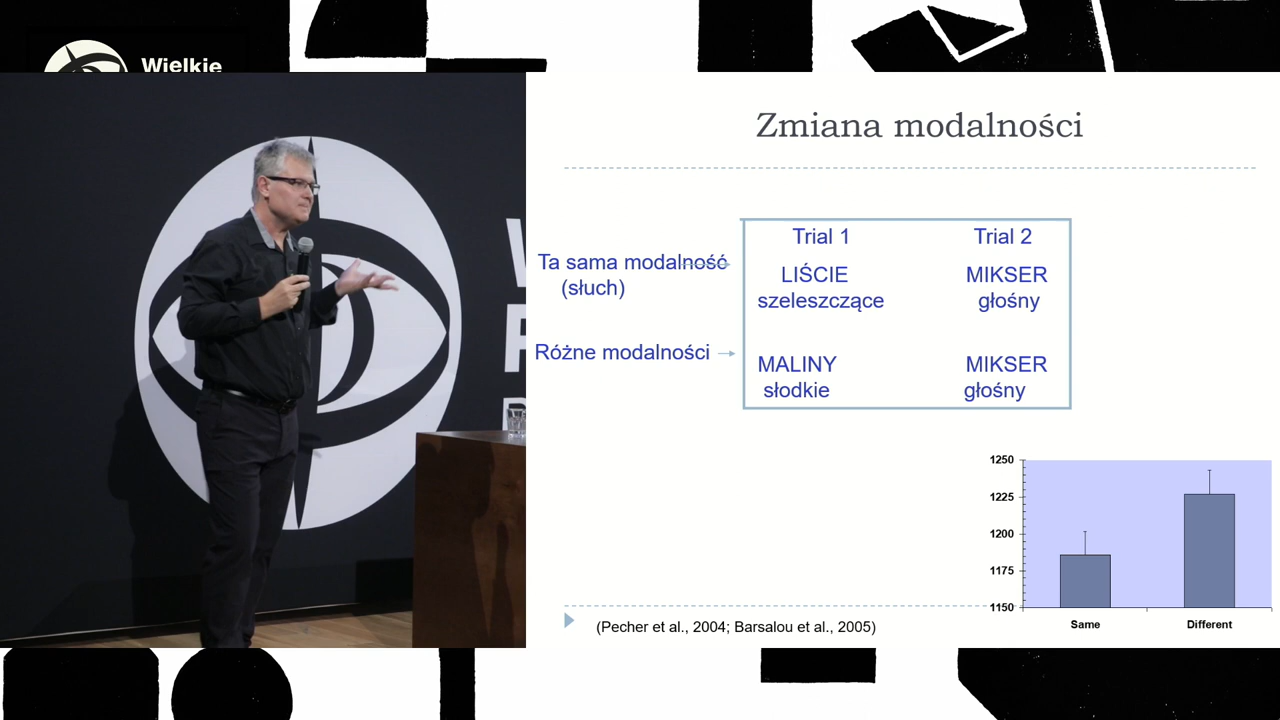 Wielkie
Zmiana modalności
Trial 1 Trial 2
Ta sama modalność
(słuch)
LIŚCIE MIKSER
szeleszczące głośny
Różne modalności
MALINY MIKSER
słodkie głośny
1250
1225
1200
1175
1150
Same Different
(Pecher et al., 2004; Barsalou et al., 2005)